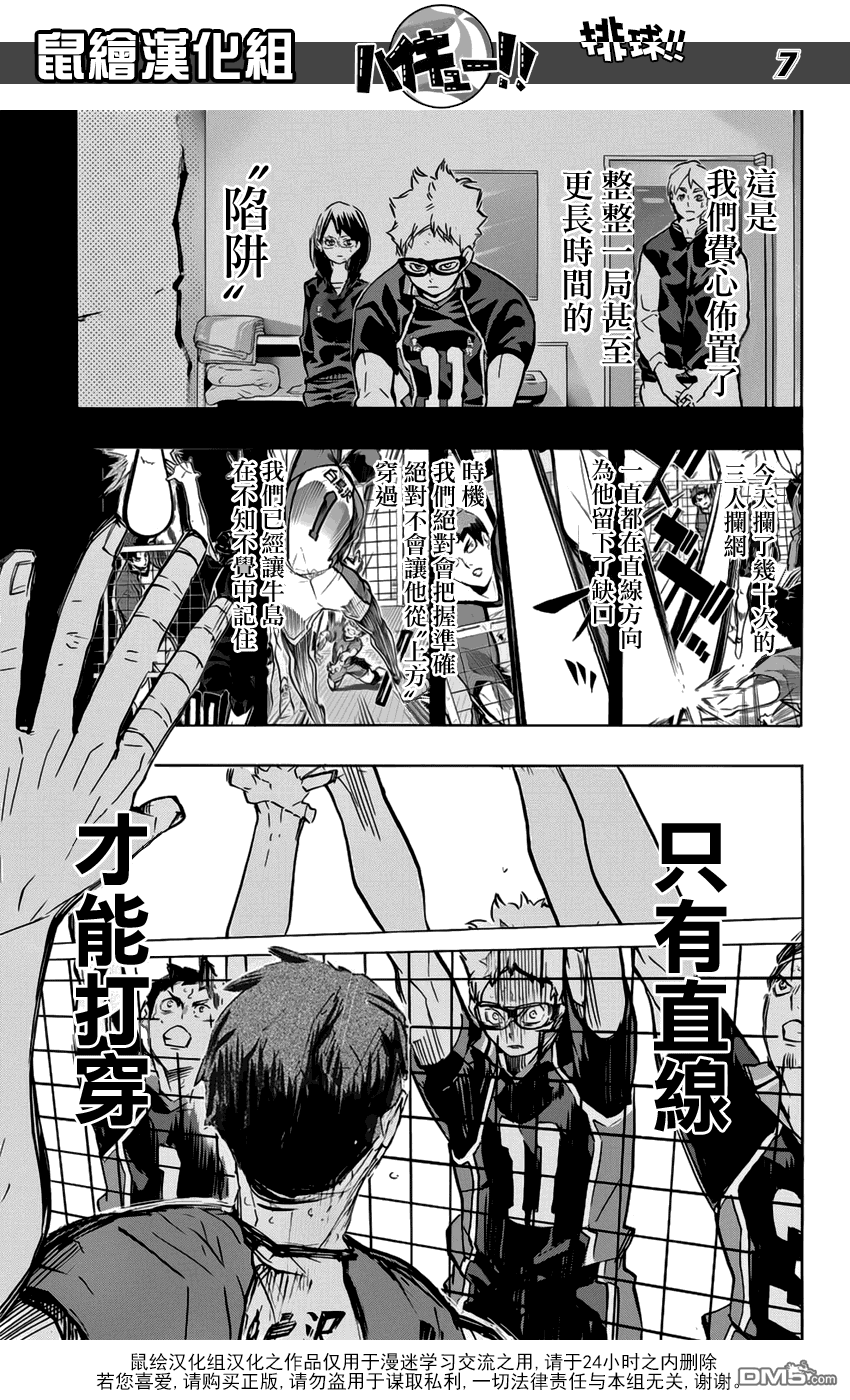 鼠繪漢化組
ハイキュー!!
排球!!
7
這是
我們費心佈置了
整整一局甚至
更長時間的
〝陷阱〞
今天攔了幾十次的
三人攔網
一直都在直線方向
為他留下了缺口
時機
我們絕對會把握準確
絕對不會讓他從〝上方〞
穿過
我們已經讓牛島
在不知不覺中記住
白鳥沢
1
11
只有直線
才能打穿
11
鳥沢
鼠绘汉化组汉化之作品仅用于漫迷学习交流之用, 请于24小时之内删除
若您喜爱, 请购买正版, 请勿盗用于谋取私利, 一切法律责任与本组无关, 谢谢。
DM5.com